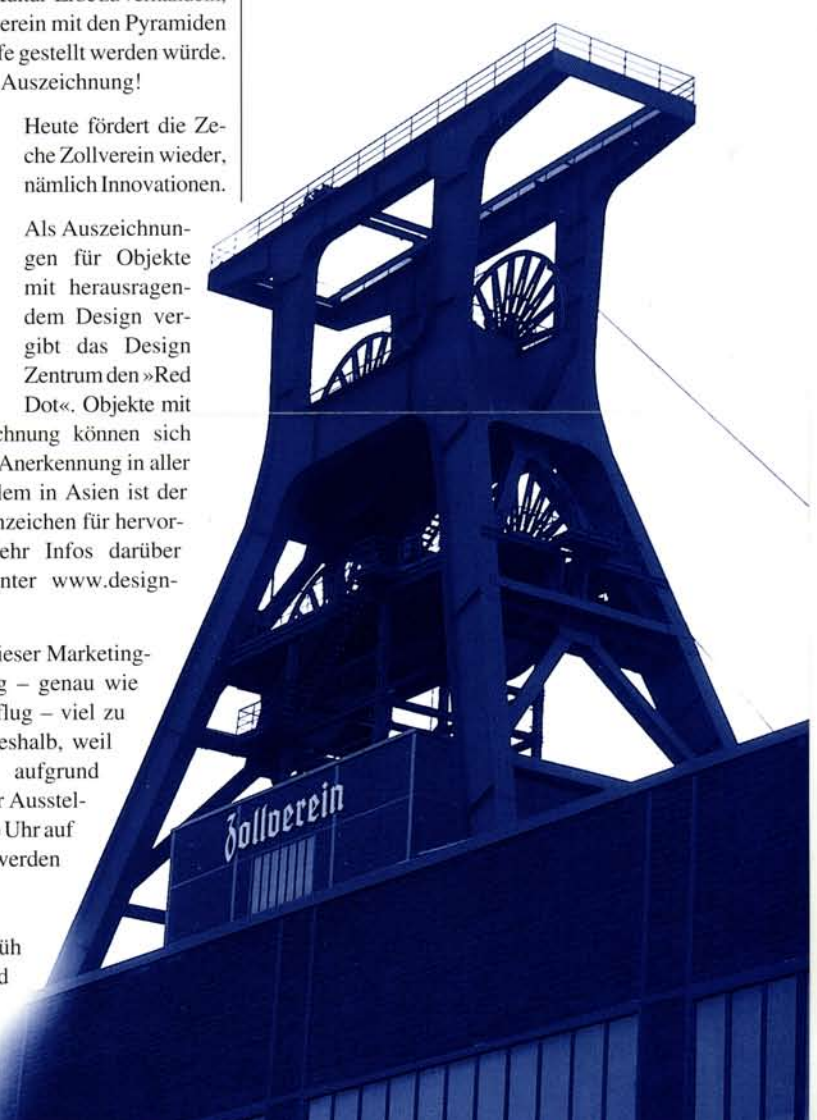 erein mit den Pyramiden
fe gestellt werden würde.
Auszeichnung!
Heute fördert die Ze-
che Zollverein wieder,
nämlich Innovationen.
Als Auszeichnun-
gen für Objekte
mit herausragen-
dem Design ver-
gibt das Design
Zentrum den »Red
Dot«. Objekte mit
chnung können sich
Anerkennung in aller
lem in Asien ist der
nzeichen für hervor-
ehr Infos darüber
nter www.design-
ieser Marketing-
g – genau wie
flug – viel zu
eshalb, weil
aufgrund
r Ausstel-
Uhr auf
werden
üh
d
Zollverein